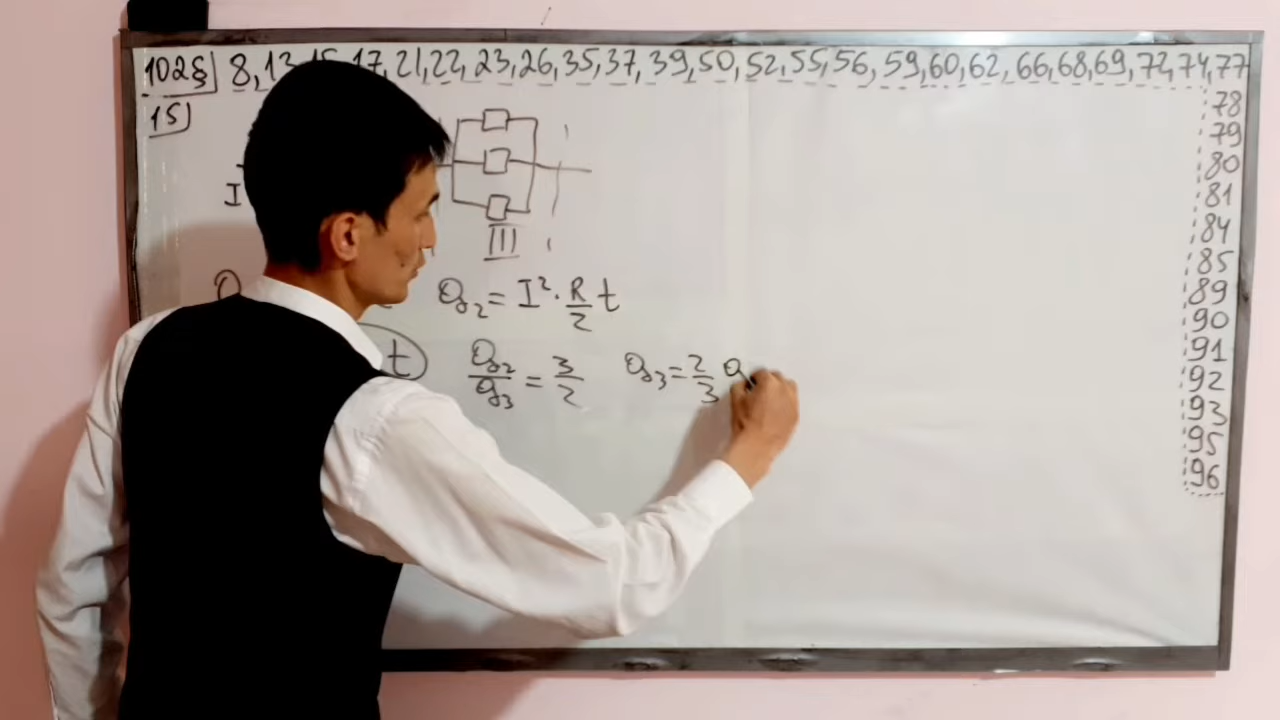 102§ 8, 13, 15, 17, 21, 22, 23, 26, 35, 37, 39, 50, 52, 55, 56, 59, 60, 62, 66, 68, 69, 72, 74, 77
78
79
80
81
84
85
89
90
91
92
93
95
96
15
I
III
Q
Q₂ = I² · R/2 t
t
Q₂/Q₃ = 3/2
Q₃ = 2/3 Q